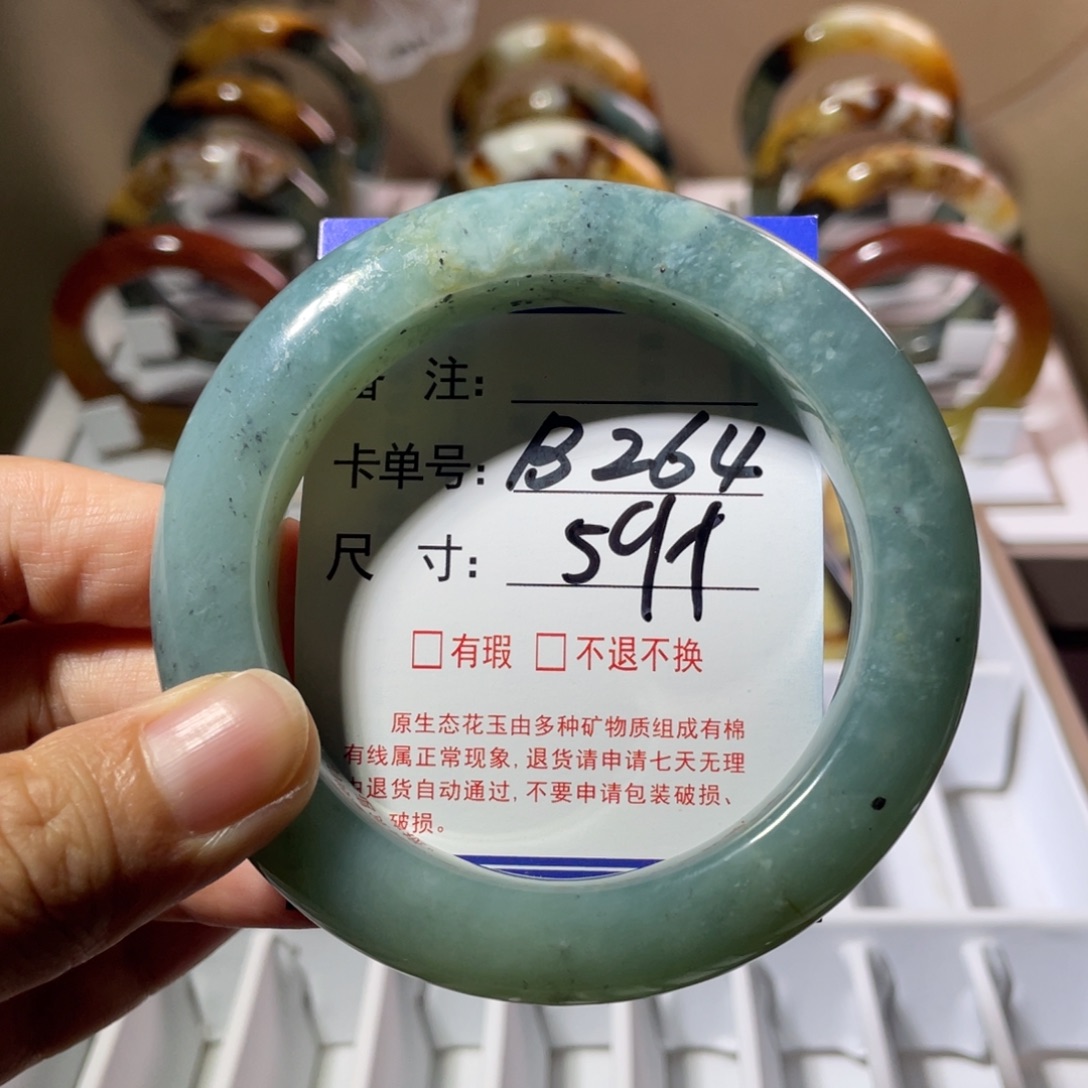 注:
卡单号: B264
尺 寸: 59
□有瑕 □不退不换
原生态花玉由多种矿物质组成有棉
有线属正常现象, 退货请申请七天无理
由退货自动通过, 不要申请包装破损、
破损。